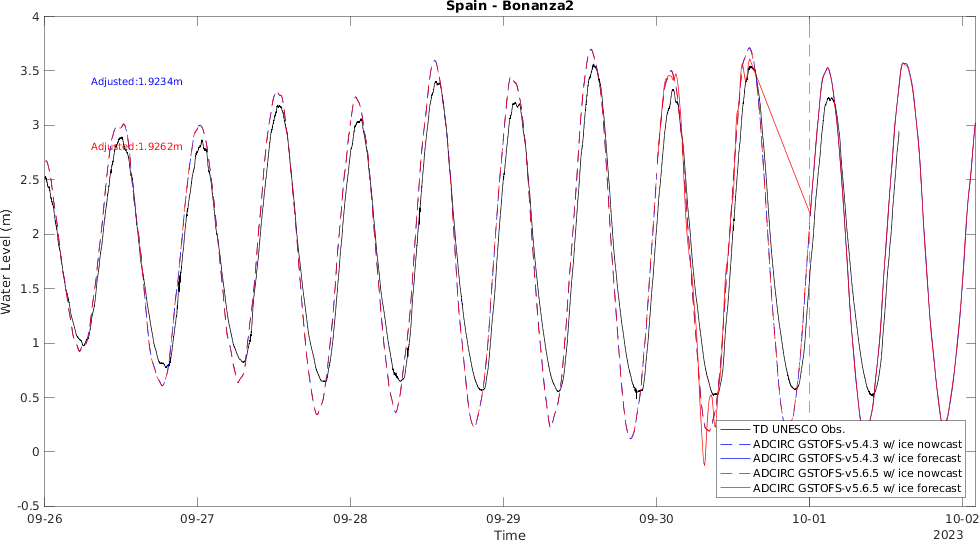 Spain - Bonanza2
4
3.5
3
2.5
2
1.5
1
0.5
0
-0.5
Water Level (m)
Adjusted:1.9234m
Adjusted:1.9262m
TD UNESCO Obs.
ADCIRC GSTOFS-v5.4.3 w/ ice nowcast
ADCIRC GSTOFS-v5.4.3 w/ ice forecast
ADCIRC GSTOFS-v5.6.5 w/ ice nowcast
ADCIRC GSTOFS-v5.6.5 w/ ice forecast
09-26 09-27 09-28 09-29 09-30 10-01 10-02
Time
2023